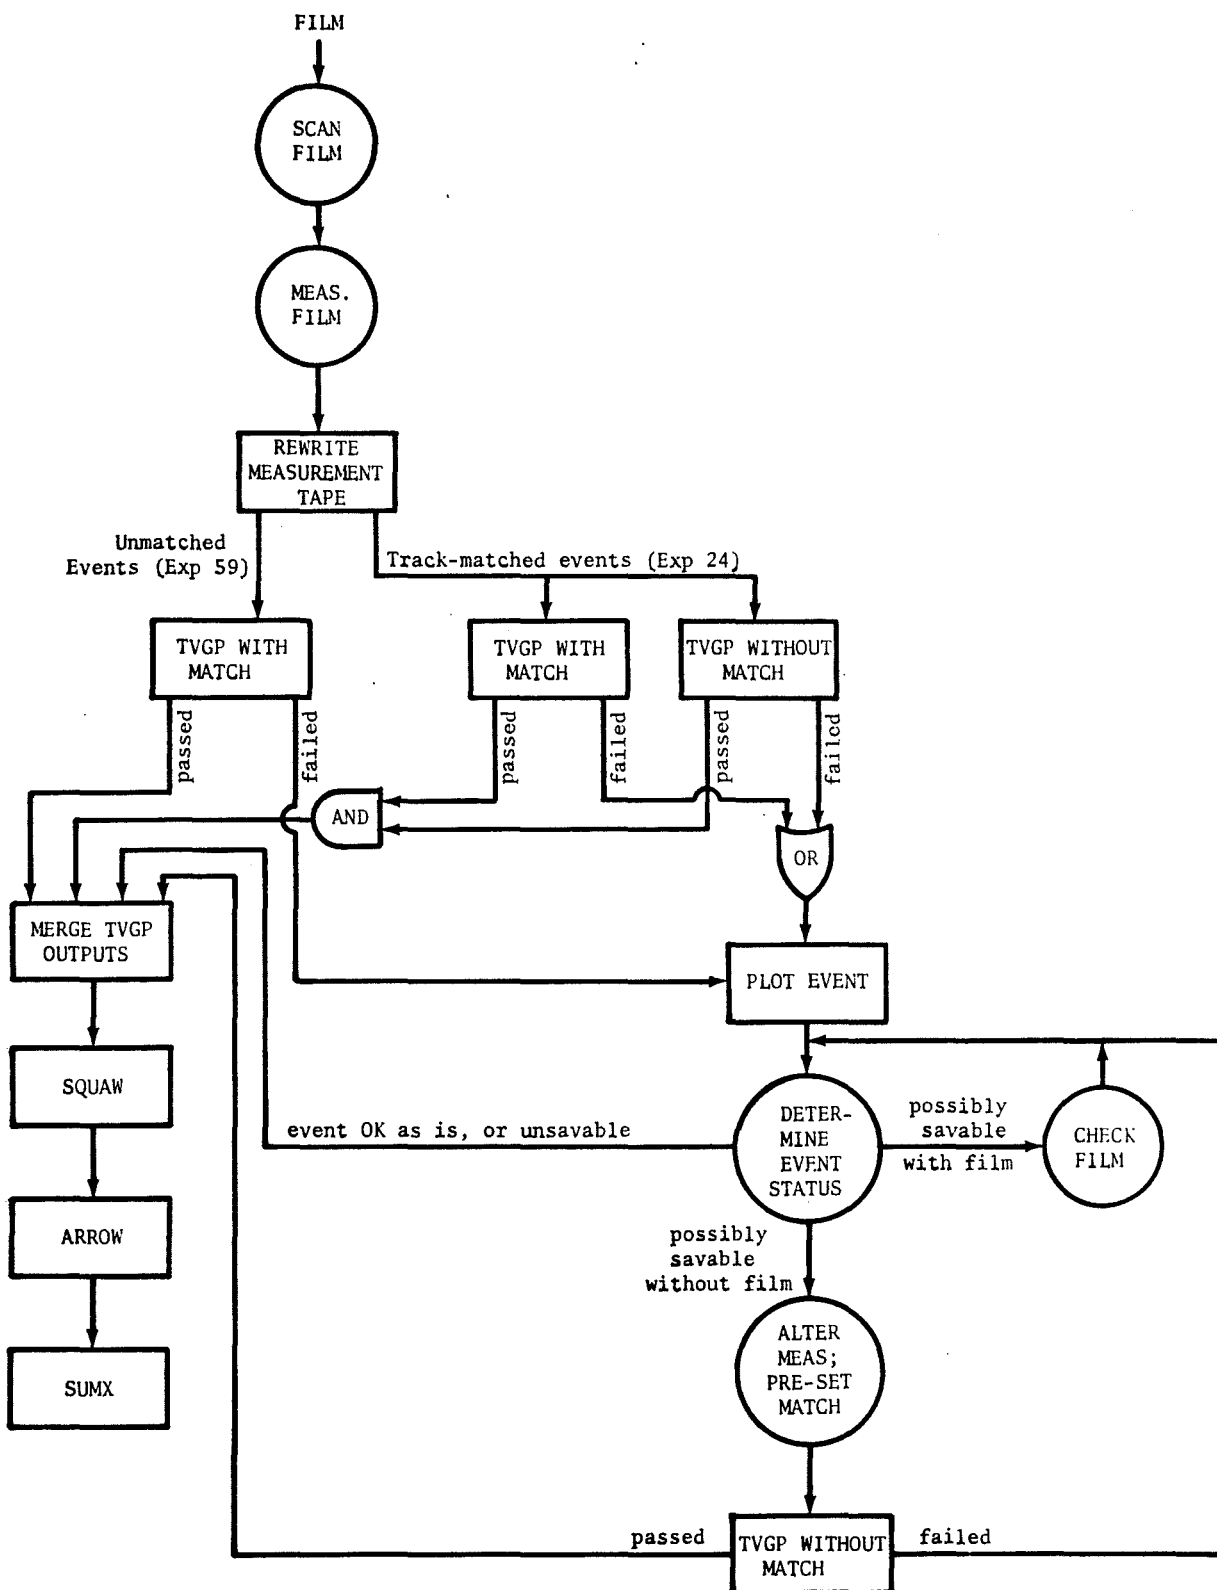 FILM
SCAN
FILM
MEAS.
FILM
REWRITE
MEASUREMENT
TAPE
Unmatched
Events (Exp 59)
Track-matched events (Exp 24)
TVGP WITH
MATCH
TVGP WITH
MATCH
TVGP WITHOUT
MATCH
passed
failed
passed
failed
passed
failed
AND
OR
MERGE TVGP
OUTPUTS
PLOT EVENT
SQUAW
event OK as is, or unsavable
DETER-
MINE
EVENT
STATUS
possibly
savable
with film
CHECK
FILM
ARROW
possibly
savable
without film
SUMX
ALTER
MEAS;
PRE-SET
MATCH
passed
TVGP WITHOUT
MATCH
failed